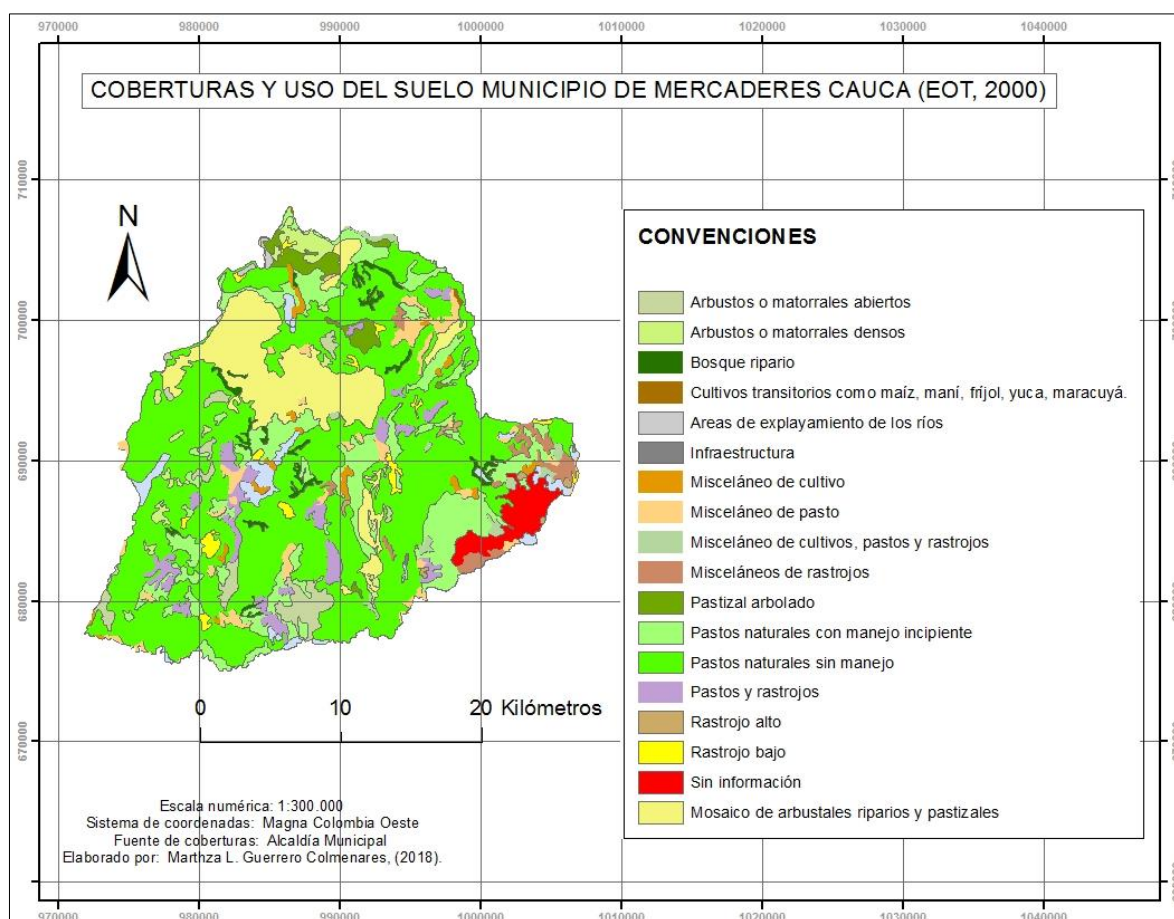 970000 980000 990000 1000000 1010000 1020000 1030000 1040000
COBERTURAS Y USO DEL SUELO MUNICIPIO DE MERCADERES CAUCA (EOT, 2000)
710000
700000
690000
680000
670000
N
CONVENCIONES
Arbustos o matorrales abiertos
Arbustos o matorrales densos
Bosque ripario
Cultivos transitorios como maíz, maní, fríjol, yuca, maracuyá.
Areas de explayamiento de los ríos
Infraestructura
Misceláneo de cultivo
Misceláneo de pasto
Misceláneo de cultivos, pastos y rastrojos
Misceláneos de rastrojos
Pastizal arbolado
Pastos naturales con manejo incipiente
Pastos naturales sin manejo
Pastos y rastrojos
Rastrojo alto
Rastrojo bajo
Sin información
Mosaico de arbustales riparios y pastizales
0 10 20 Kilómetros
Escala numérica: 1:300.000
Sistema de coordenadas: Magna Colombia Oeste
Fuente de coberturas: Alcaldía Municipal
Elaborado por: Marthza L. Guerrero Colmenares, (2018).
970000 980000 990000 1000000 1010000 1020000 1030000 1040000